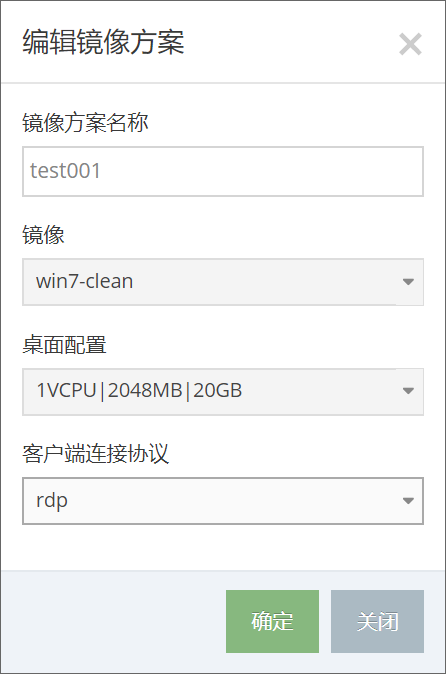 编辑镜像方案
镜像方案名称
test001
镜像
win7-clean
桌面配置
1VCPU|2048MB|20GB
客户端连接协议
rdp
确定 关闭